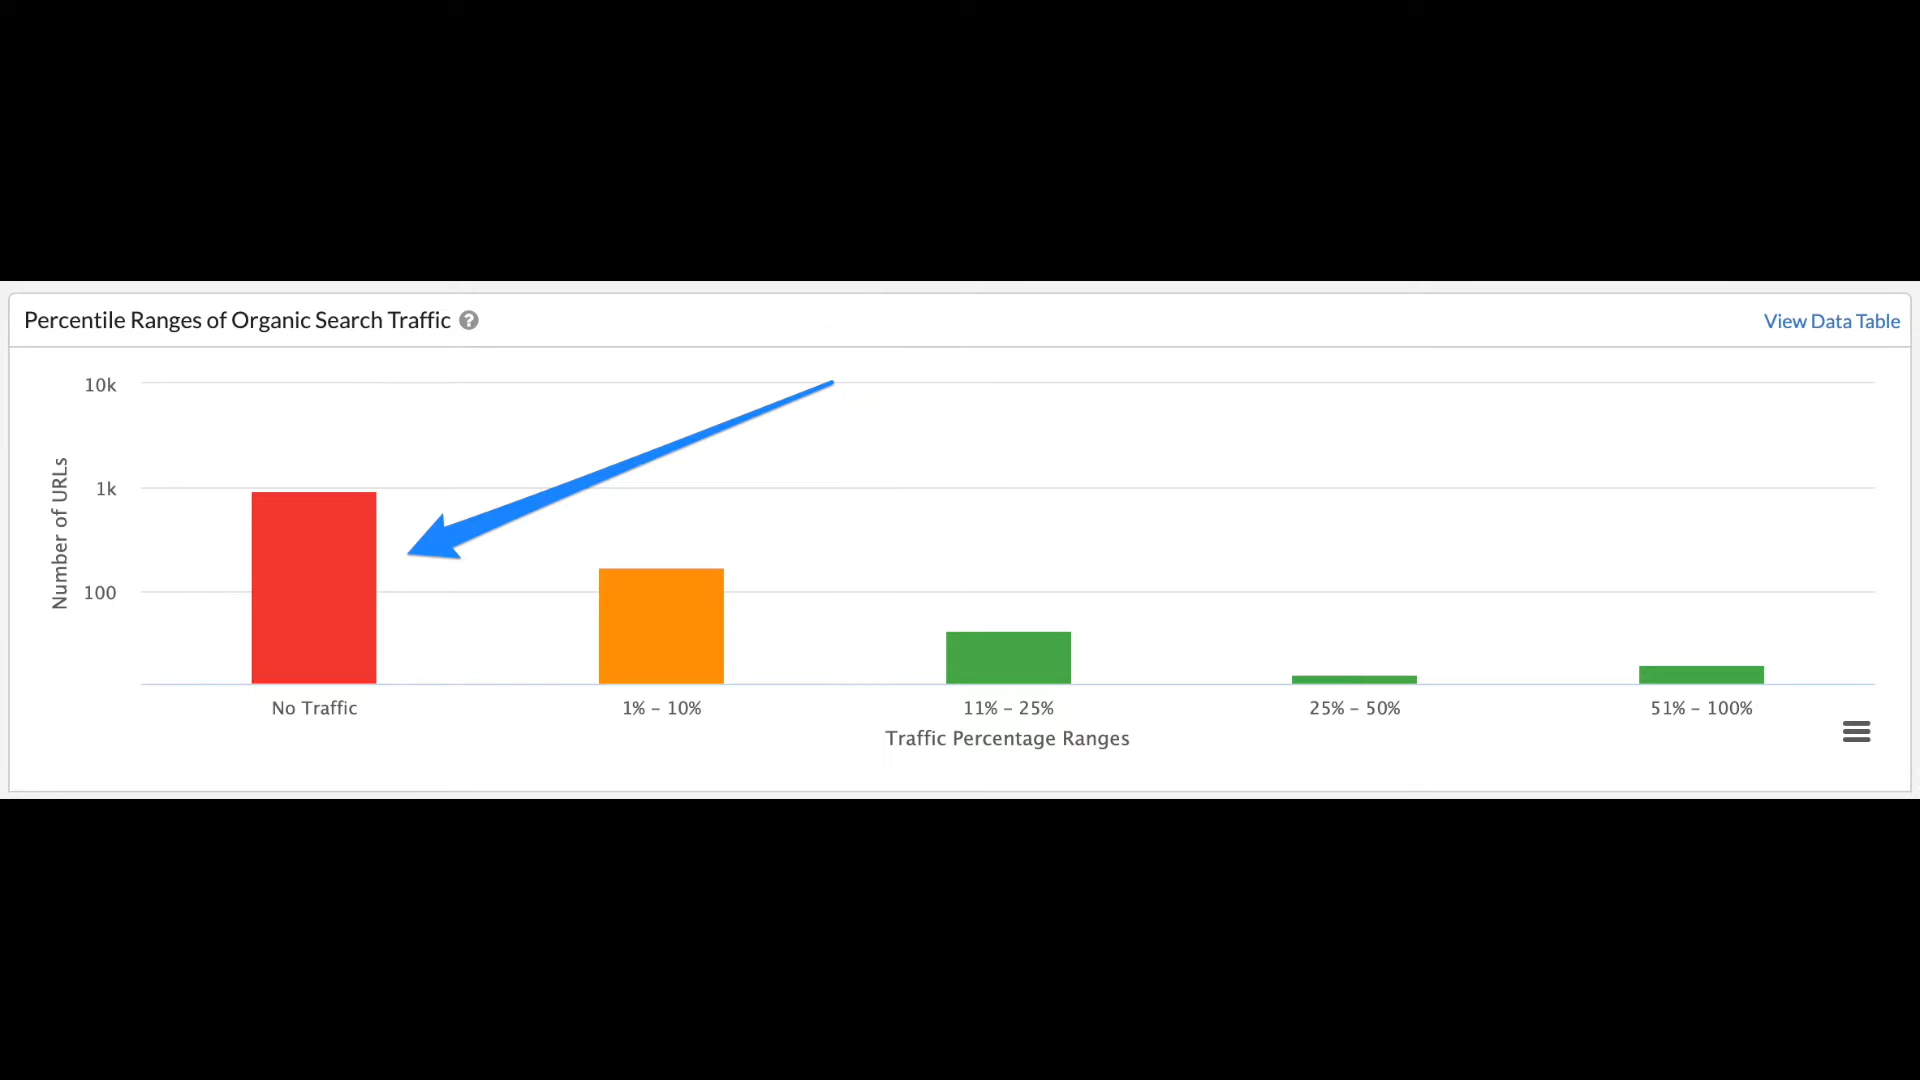 Percentile Ranges of Organic Search Traffic ?
View Data Table
10k
1k
100
Number of URLs
No Traffic
1% – 10%
11% – 25%
25% – 50%
51% – 100%
Traffic Percentage Ranges